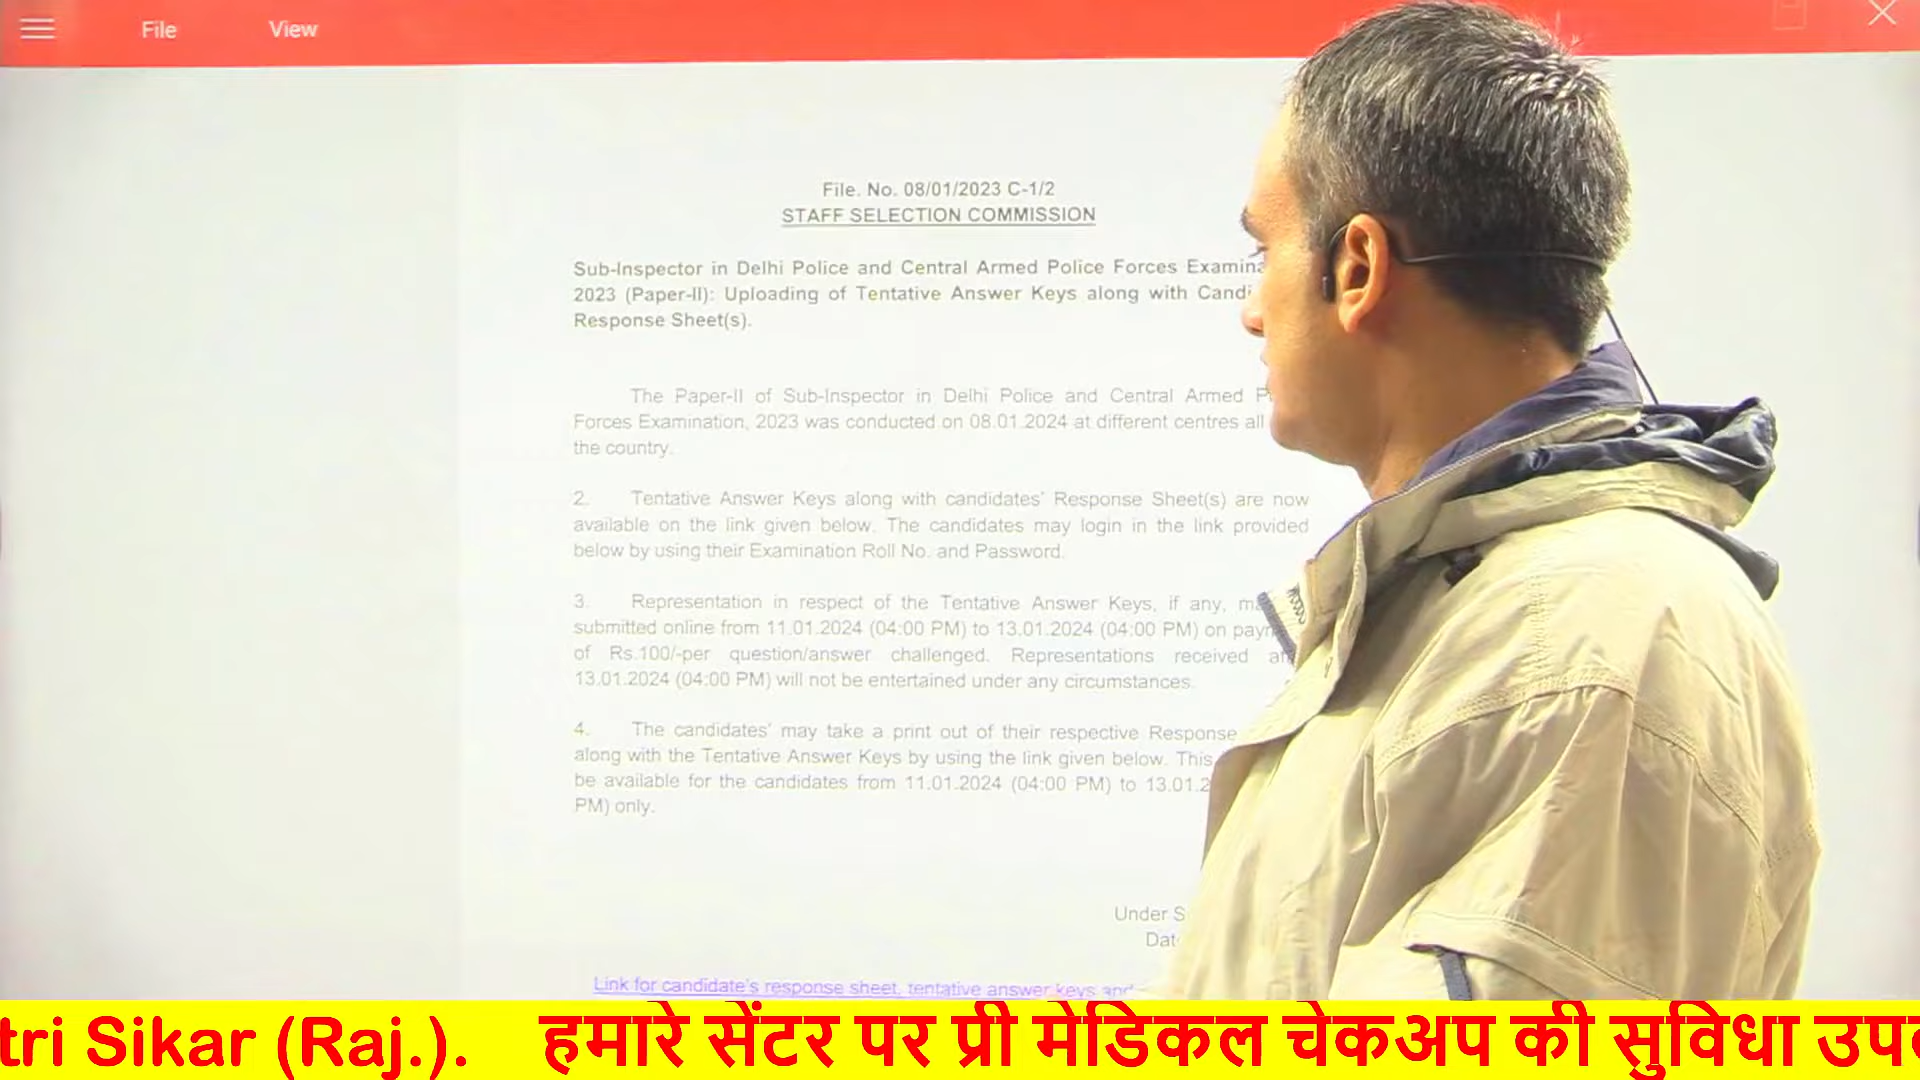 File View
File. No. 08/01/2023 C-1/2
STAFF SELECTION COMMISSION
Sub-Inspector in Delhi Police and Central Armed Police Forces
2023 (Paper-II): Uploading of Tentative Answer Keys along with
Response Sheet(s).
The Paper-II of Sub-Inspector in Delhi Police and Central Armed
Forces Examination, 2023 was conducted on 08.01.2024 at different centres all
the country.
2. Tentative Answer Keys along with candidates' Response Sheet(s) are now
available on the link given below. The candidates may login in the link provided
below by using their Examination Roll No. and Password.
3. Representation in respect of the Tentative Answer Keys, if any,
submitted online from 11.01.2024 (04:00 PM) to 13.01.2024 (04:00 PM) on
of Rs.100/-per question/answer challenged. Representations received
13.01.2024 (04:00 PM) will not be entertained under any circumstances.
4. The candidates' may take a print out of their respective Response
along with the Tentative Answer Keys by using the link given below. This
be available for the candidates from 11.01.2024 (04:00 PM) to
PM) only.
Under
Link for candidate's response sheet, tentative answer keys and
tri Sikar (Raj.). हमारे सेंटर पर प्री मेडिकल चेकअप की सुविधा